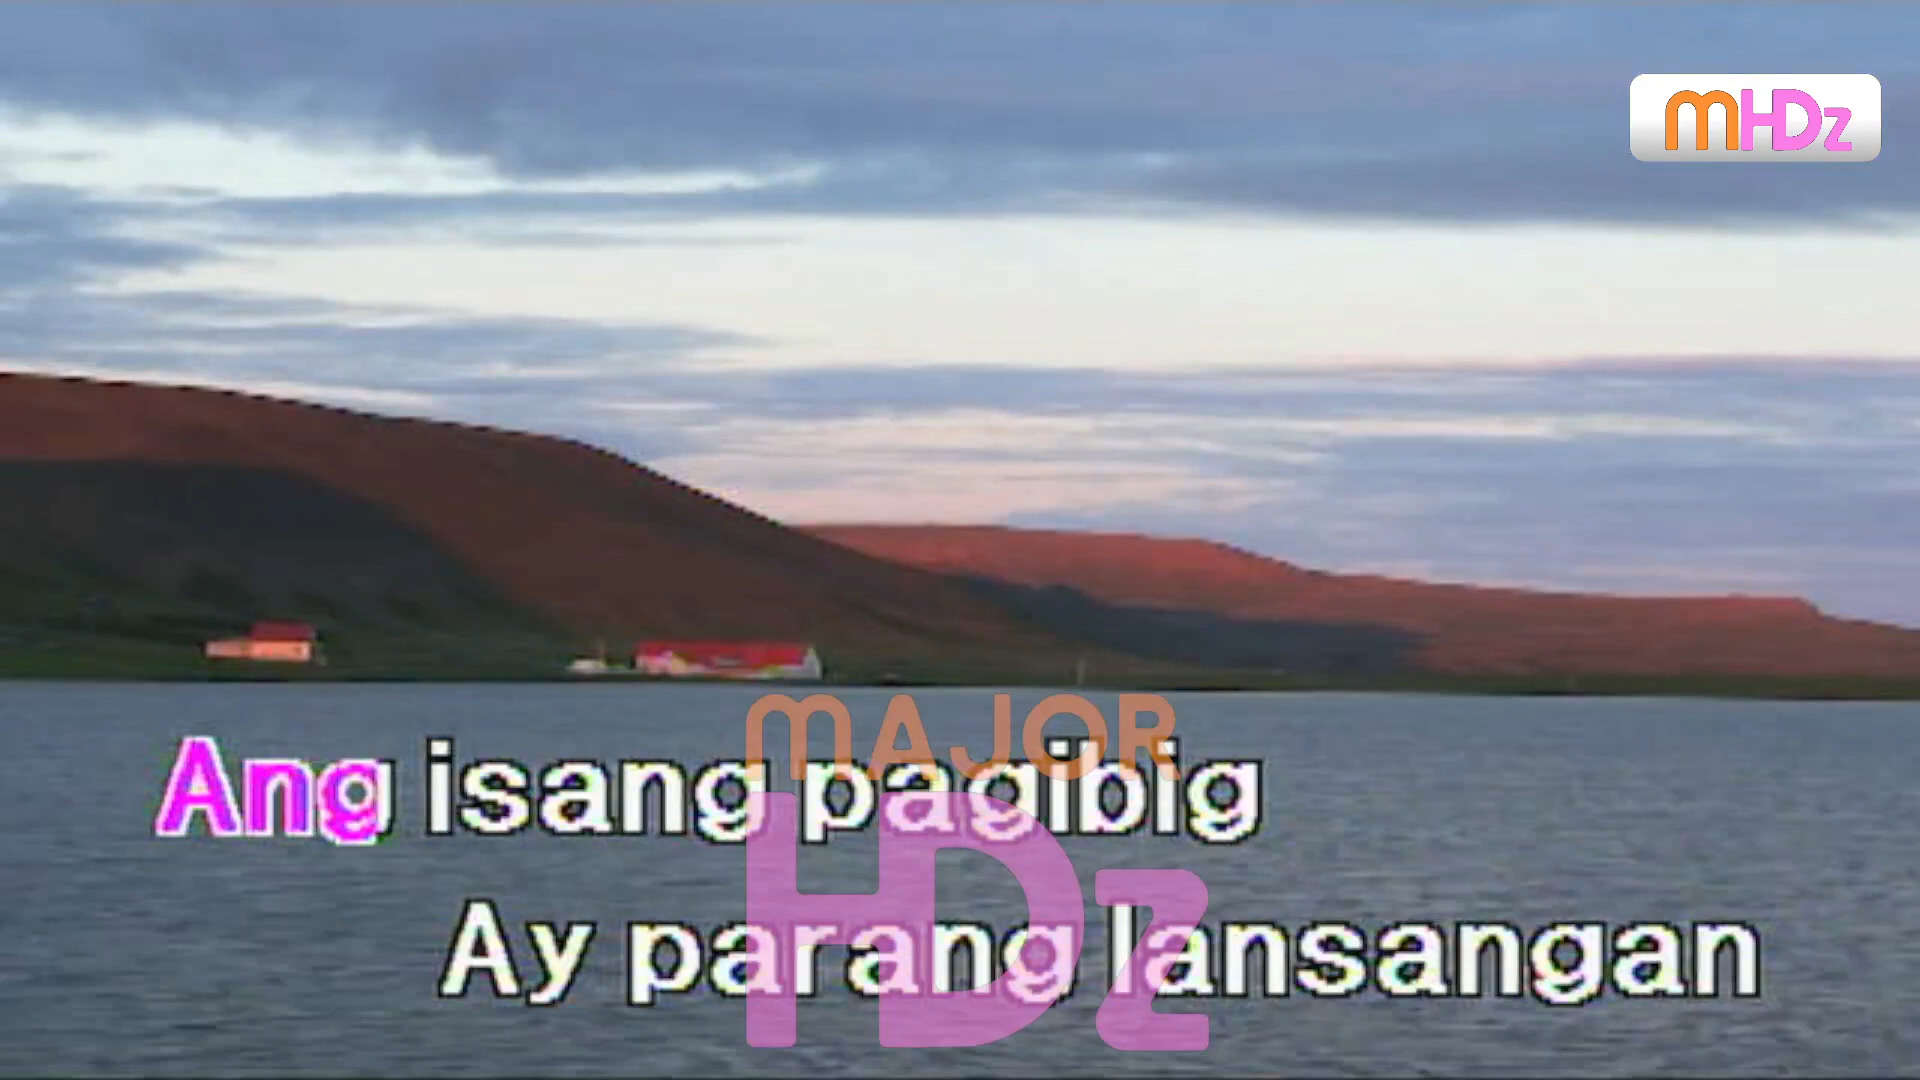 MHDz
MAJOR
Ang isang pagibig
HDz
Ay parang lansangan